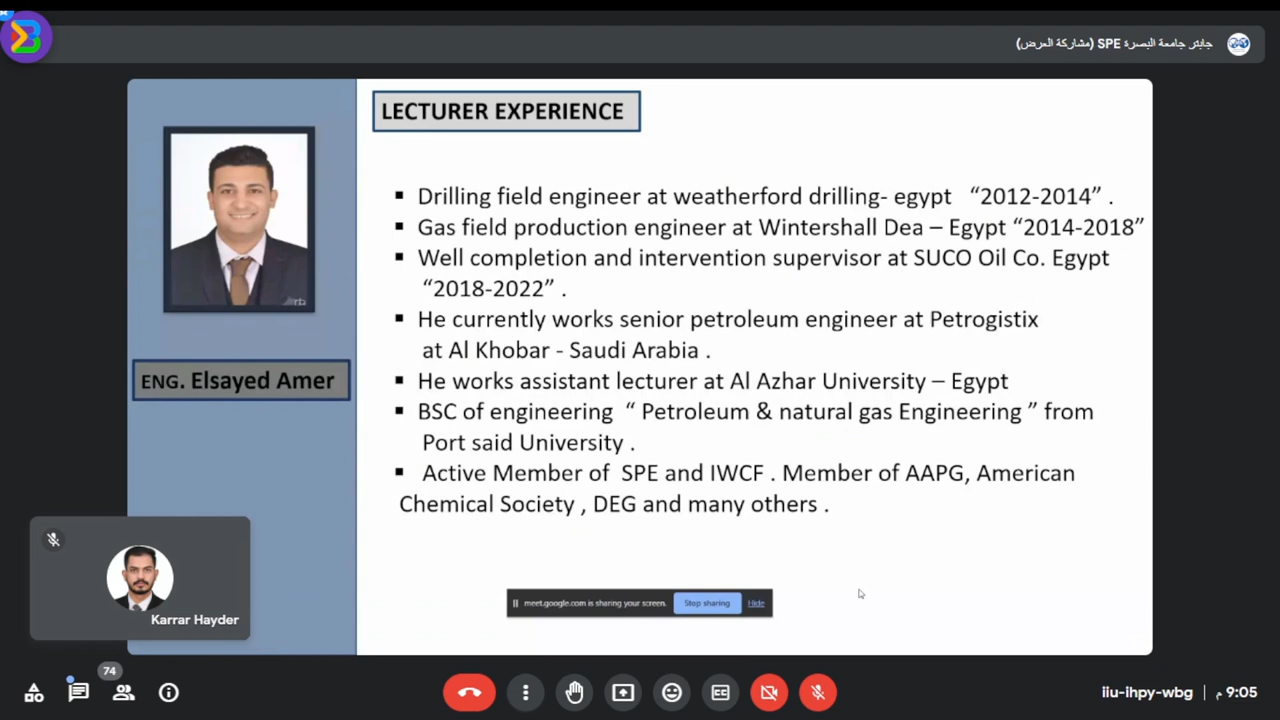 جابتر جامعة البصرة SPE (مشاركة العرض)
LECTURER EXPERIENCE
▪ Drilling field engineer at weatherford drilling- egypt “2012-2014” .
▪ Gas field production engineer at Wintershall Dea – Egypt “2014-2018”
▪ Well completion and intervention supervisor at SUCO Oil Co. Egypt
“2018-2022” .
▪ He currently works senior petroleum engineer at Petrogistix
at Al Khobar - Saudi Arabia .
▪ He works assistant lecturer at Al Azhar University – Egypt
▪ BSC of engineering “ Petroleum & natural gas Engineering ” from
Port said University .
▪ Active Member of SPE and IWCF . Member of AAPG, American
Chemical Society , DEG and many others .
ENG. Elsayed Amer
Karrar Hayder
meet.google.com is sharing your screen. Stop sharing Hide
74
iiu-ihpy-wbg | 9:05 م